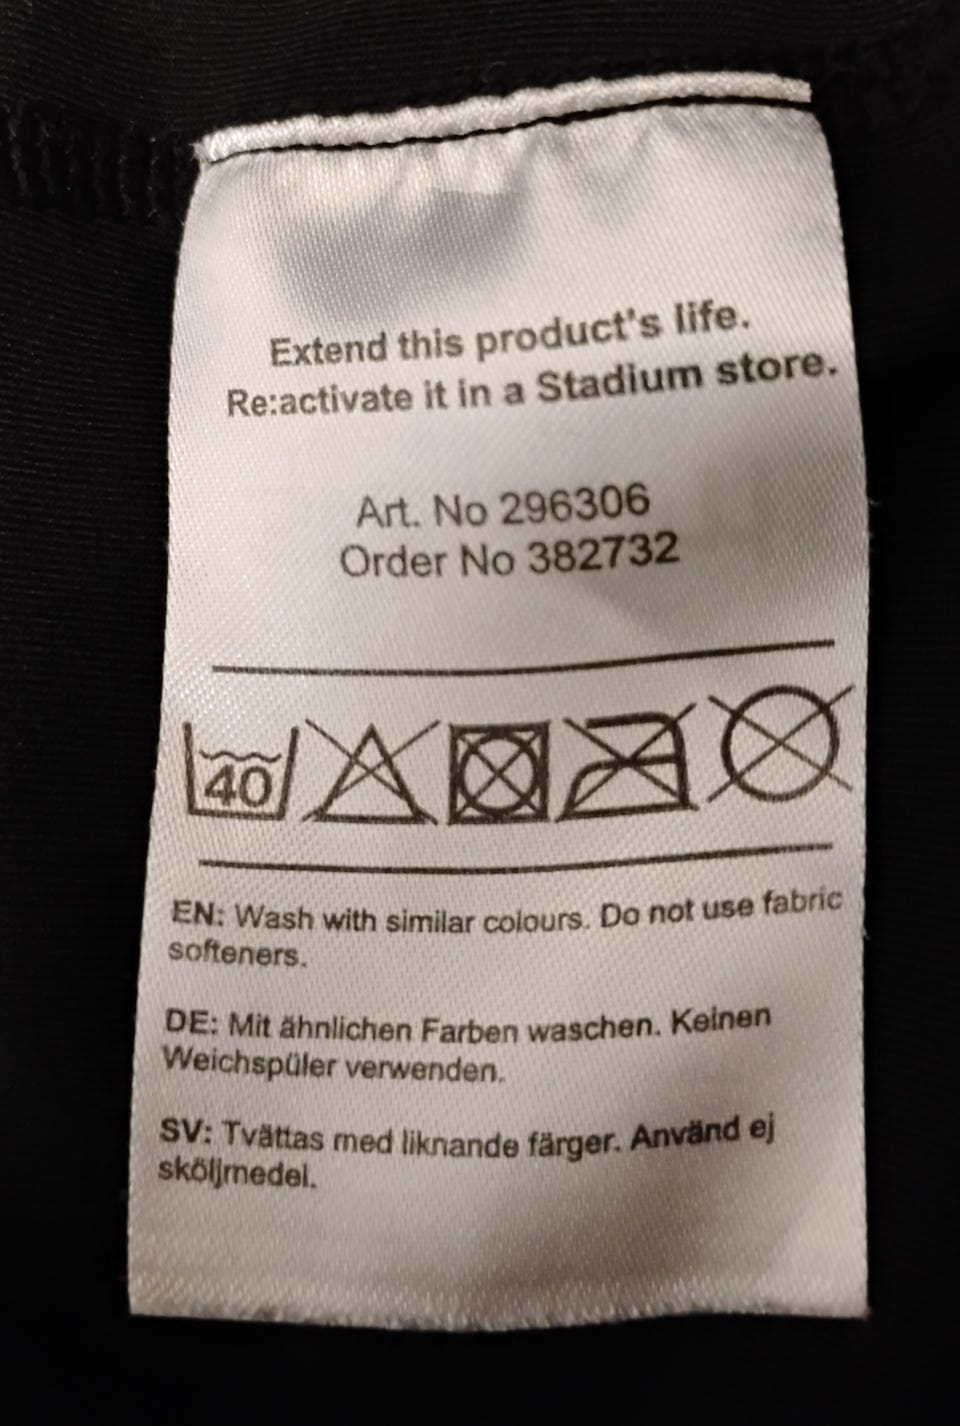 Extend this product's life.
Re:activate it in a Stadium store.
Art. No 296306
Order No 382732
40
EN: Wash with similar colours. Do not use fabric
softeners.
DE: Mit ähnlichen Farben waschen. Keinen
Weichspüler verwenden.
SV: Tvättas med liknande färger. Använd ej
sköljmedel.